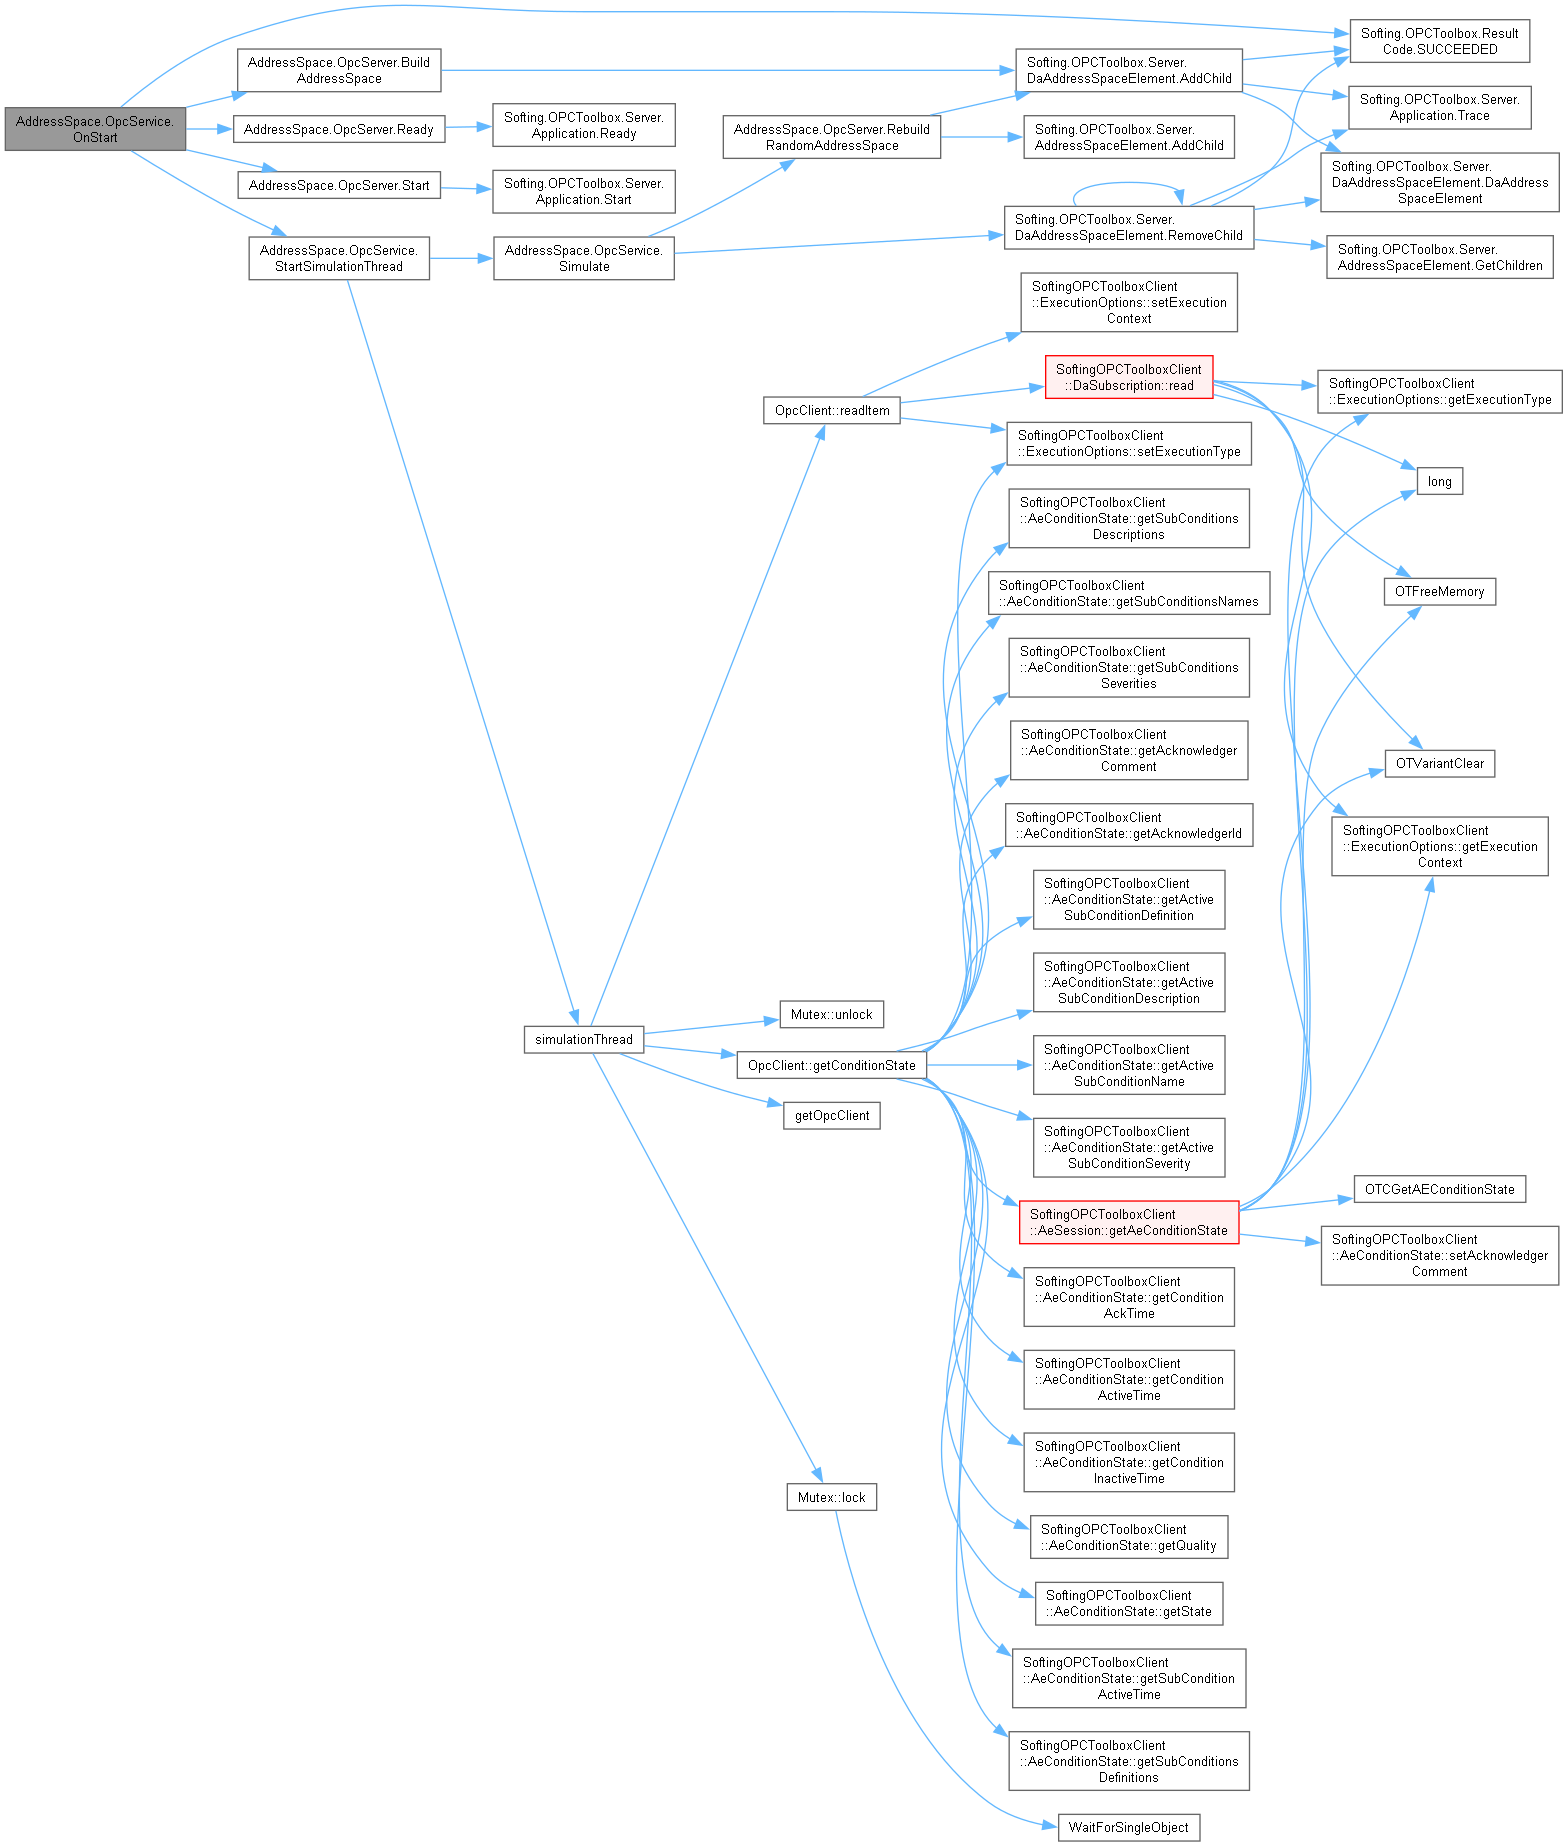 AddressSpace.OpcService.
OnStart
AddressSpace.OpcServer.Build
AddressSpace
AddressSpace.OpcServer.Ready
AddressSpace.OpcServer.Start
AddressSpace.OpcService.
StartSimulationThread
Softing.OPCToolbox.Server.
Application.Ready
Softing.OPCToolbox.Server.
Application.Start
AddressSpace.OpcService.
Simulate
simulationThread
AddressSpace.OpcServer.Rebuild
RandomAddressSpace
OpcClient::readItem
Mutex::unlock
OpcClient::getConditionState
getOpcClient
Mutex::lock
Softing.OPCToolbox.Server.
DaAddressSpaceElement.AddChild
Softing.OPCToolbox.Server.
AddressSpaceElement.AddChild
Softing.OPCToolbox.Server.
DaAddressSpaceElement.RemoveChild
SoftingOPCToolboxClient
::ExecutionOptions::setExecution
Context
SoftingOPCToolboxClient
::DaSubscription::read
SoftingOPCToolboxClient
::ExecutionOptions::setExecutionType
SoftingOPCToolboxClient
::AeConditionState::getSubConditions
Descriptions
SoftingOPCToolboxClient
::AeConditionState::getSubConditionsNames
SoftingOPCToolboxClient
::AeConditionState::getSubConditions
Severities
SoftingOPCToolboxClient
::AeConditionState::getAcknowledger
Comment
SoftingOPCToolboxClient
::AeConditionState::getAcknowledgerId
SoftingOPCToolboxClient
::AeConditionState::getActive
SubConditionDefinition
SoftingOPCToolboxClient
::AeConditionState::getActive
SubConditionDescription
SoftingOPCToolboxClient
::AeConditionState::getActive
SubConditionName
SoftingOPCToolboxClient
::AeConditionState::getActive
SubConditionSeverity
SoftingOPCToolboxClient
::AeSession::getAeConditionState
SoftingOPCToolboxClient
::AeConditionState::getCondition
AckTime
SoftingOPCToolboxClient
::AeConditionState::getCondition
ActiveTime
SoftingOPCToolboxClient
::AeConditionState::getCondition
InactiveTime
SoftingOPCToolboxClient
::AeConditionState::getQuality
SoftingOPCToolboxClient
::AeConditionState::getState
SoftingOPCToolboxClient
::AeConditionState::getSubCondition
ActiveTime
SoftingOPCToolboxClient
::AeConditionState::getSubConditions
Definitions
WaitForSingleObject
Softing.OPCToolbox.Result
Code.SUCCEEDED
Softing.OPCToolbox.Server.
Application.Trace
Softing.OPCToolbox.Server.
DaAddressSpaceElement.DaAddress
SpaceElement
Softing.OPCToolbox.Server.
AddressSpaceElement.GetChildren
SoftingOPCToolboxClient
::ExecutionOptions::getExecutionType
long
OTFreeMemory
OTVariantClear
SoftingOPCToolboxClient
::ExecutionOptions::getExecution
Context
OTCGetAEConditionState
SoftingOPCToolboxClient
::AeConditionState::setAcknowledger
Comment